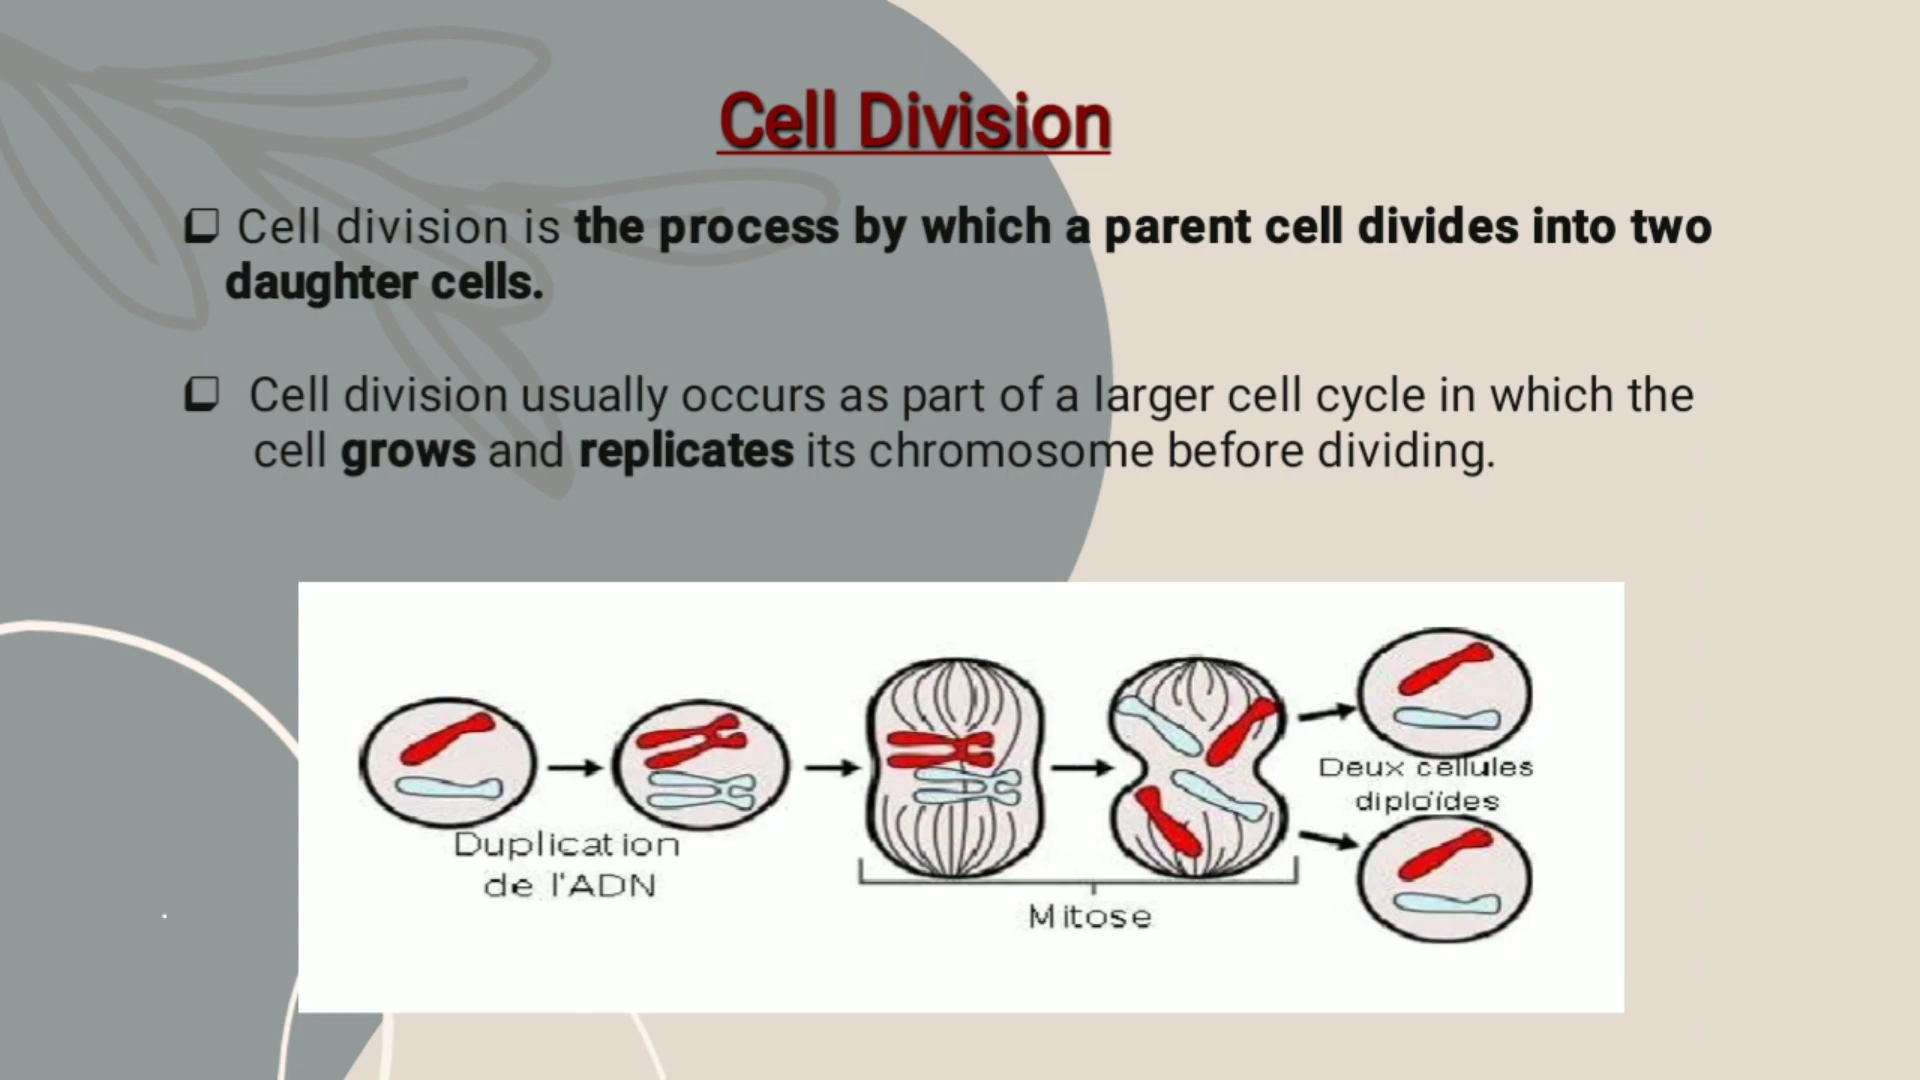 Cell Division
Cell division is the process by which a parent cell divides into two
daughter cells.
Cell division usually occurs as part of a larger cell cycle in which the
cell grows and replicates its chromosome before dividing.
Duplication
de l'ADN
Mitose
Deux cellules
diploïdes